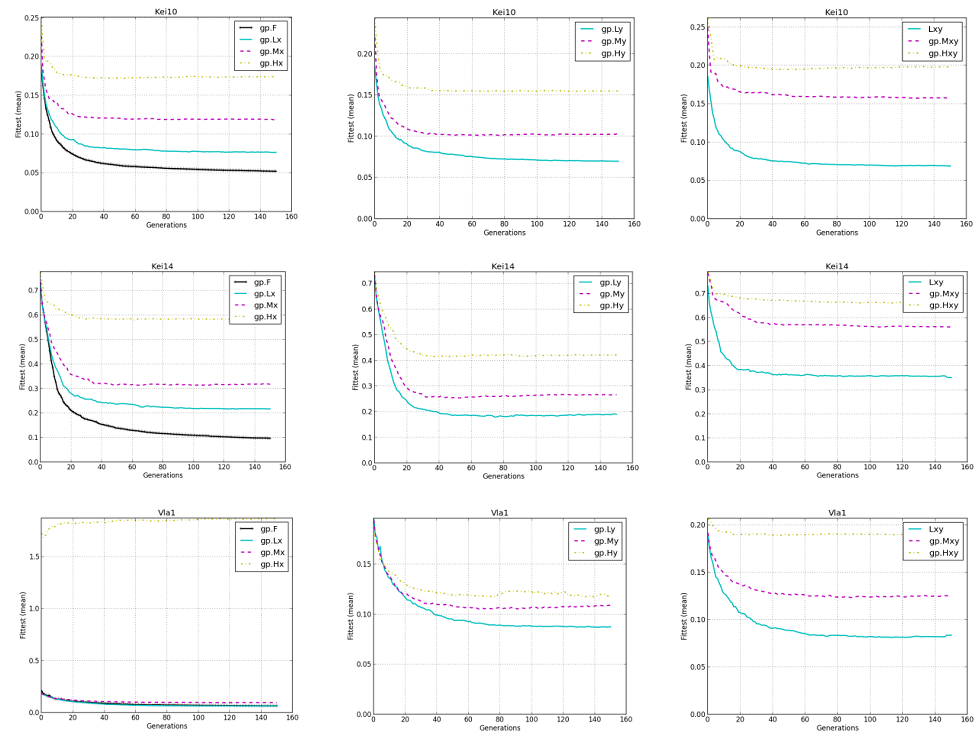 Kei10
0.25
0.20
0.15
0.10
0.05
0.00
Fittest (mean)
gp.F
gp.Lx
gp.Mx
gp.Hx
0 20 40 60 80 100 120 140 160
Generations
Kei10
0.20
0.15
0.10
0.05
0.00
Fittest (mean)
gp.Ly
gp.My
gp.Hy
0 20 40 60 80 100 120 140 160
Generations
Kei10
0.25
0.20
0.15
0.10
0.05
0.00
Fittest (mean)
Lxy
gp.Mxy
gp.Hxy
0 20 40 60 80 100 120 140 160
Generations
Kei14
0.7
0.6
0.5
0.4
0.3
0.2
0.1
0.0
Fittest (mean)
gp.F
gp.Lx
gp.Mx
gp.Hx
0 20 40 60 80 100 120 140 160
Generations
Kei14
0.7
0.6
0.5
0.4
0.3
0.2
0.1
0.0
Fittest (mean)
gp.Ly
gp.My
gp.Hy
0 20 40 60 80 100 120 140 160
Generations
Kei14
0.7
0.6
0.5
0.4
0.3
0.2
0.1
0.0
Fittest (mean)
Lxy
gp.Mxy
gp.Hxy
0 20 40 60 80 100 120 140 160
Generations
Vla1
1.5
1.0
0.5
0.0
Fittest (mean)
gp.F
gp.Lx
gp.Mx
gp.Hx
0 20 40 60 80 100 120 140 160
Generations
Vla1
0.15
0.10
0.05
0.00
Fittest (mean)
gp.Ly
gp.My
gp.Hy
0 20 40 60 80 100 120 140 160
Generations
Vla1
0.20
0.15
0.10
0.05
0.00
Fittest (mean)
Lxy
gp.Mxy
gp.Hxy
0 20 40 60 80 100 120 140 160
Generations